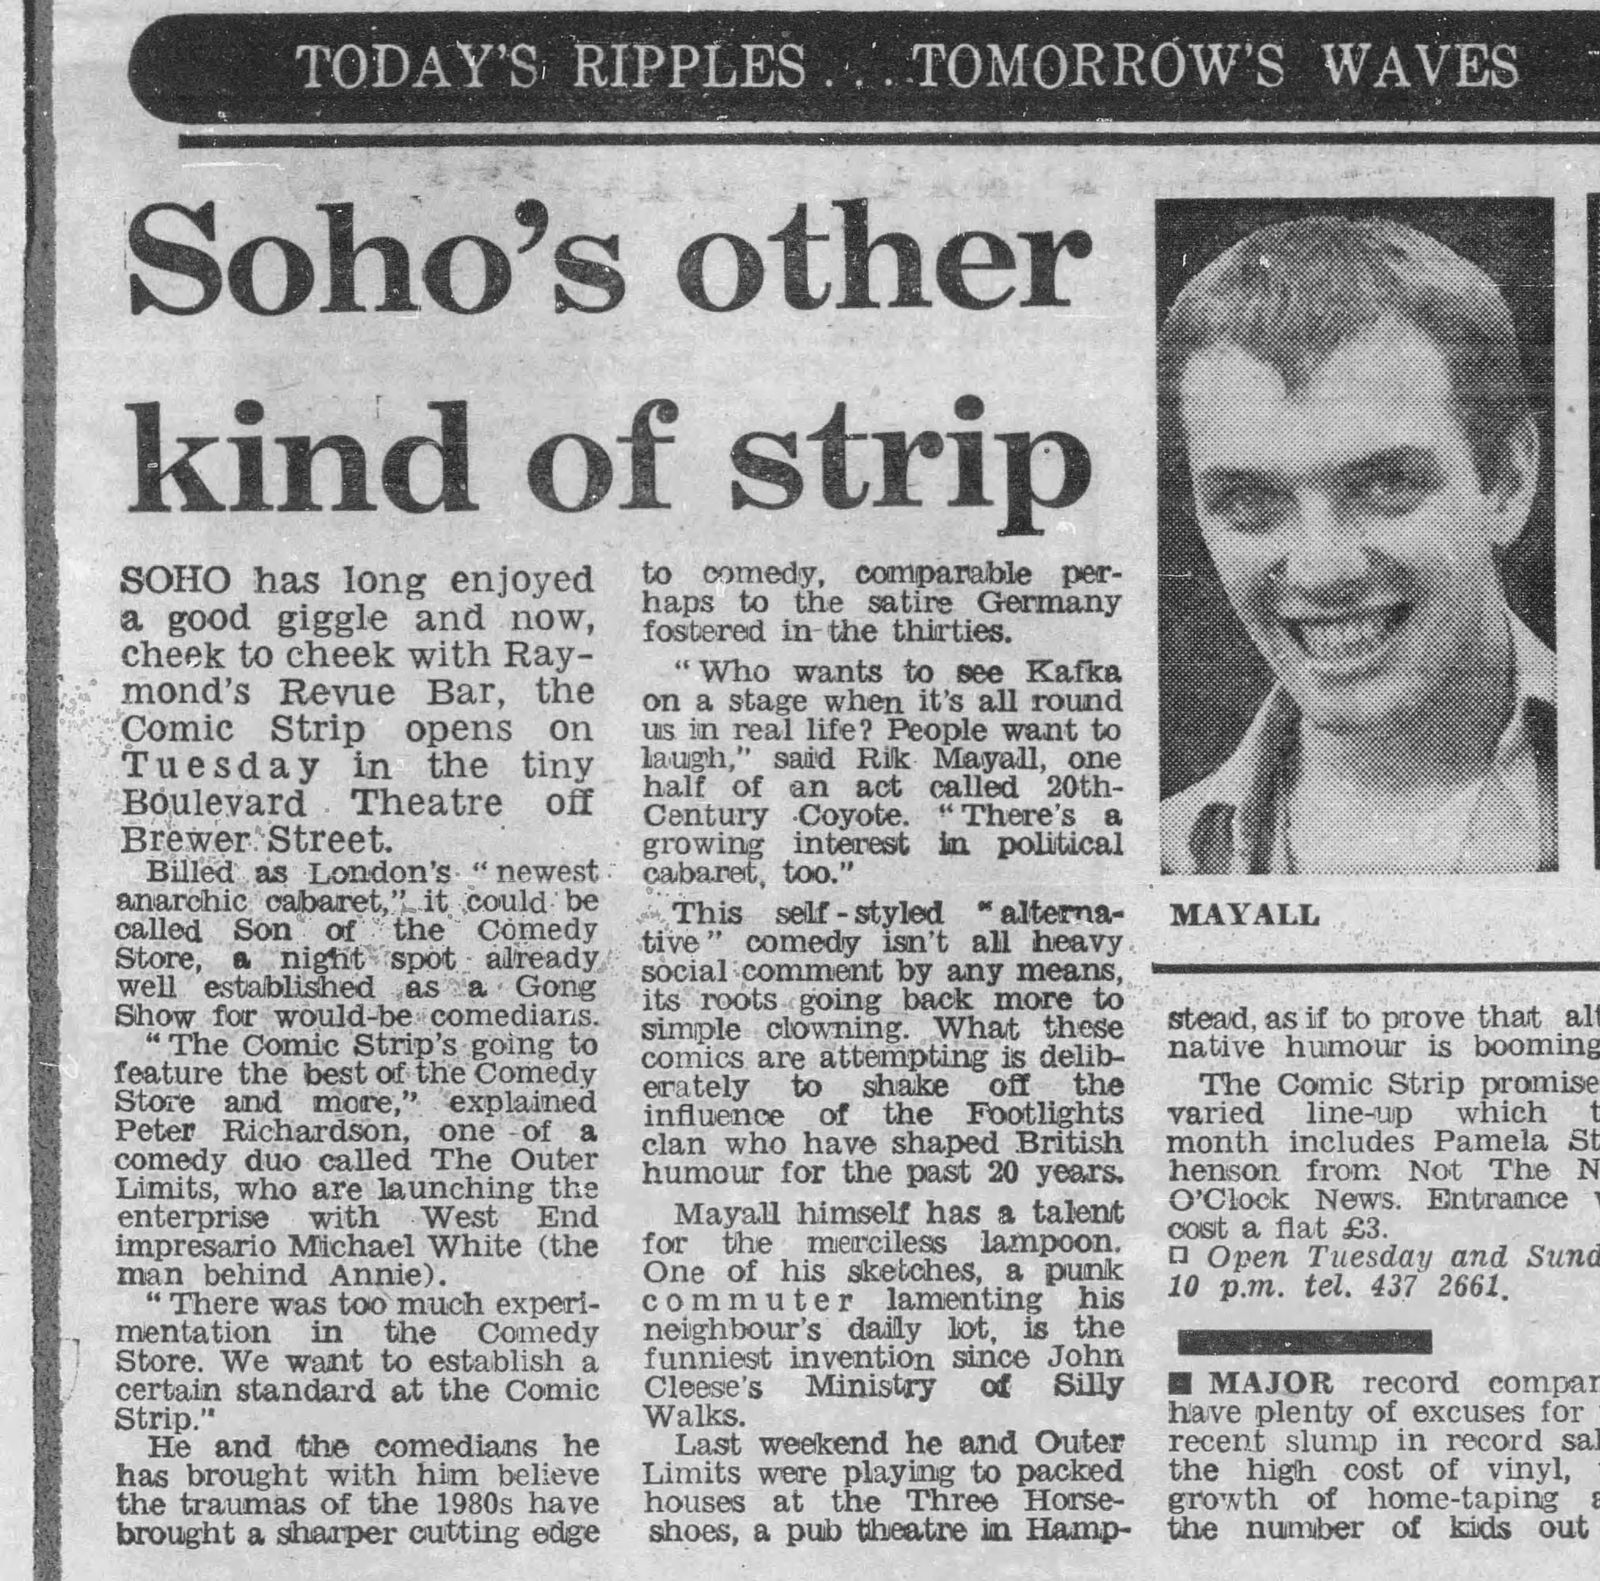 TODAY'S RIPPLES . . . TOMORROW'S WAVES
Soho's other
kind of strip
SOHO has long enjoyed
a good giggle and now,
cheek to cheek with Ray-
mond's Revue Bar, the
Comic Strip opens on
Tuesday in the tiny
Boulevard Theatre off
Brewer Street.
Billed as London's "newest
anarchic cabaret," it could be
called Son of the Comedy
Store, a night spot already
well established as a Gong
Show for would-be comedians.
"The Comic Strip's going to
feature the best of the Comedy
Store and more," explained
Peter Richardson, one of a
comedy duo called The Outer
Limits, who are launching the
enterprise with West End
impresario Michael White (the
man behind Annie).
"There was too much experi-
mentation in the Comedy
Store. We want to establish a
certain standard at the Comic
Strip."
He and the comedians he
has brought with him believe
the traumas of the 1980s have
brought a sharper cutting edge
to comedy, comparable per-
haps to the satire Germany
fostered in the thirties.
"Who wants to see Kafka
on a stage when it's all round
us in real life? People want to
laugh," said Rik Mayall, one
half of an act called 20th-
Century Coyote. "There's a
growing interest in political
cabaret, too."
This self-styled "alterna-
tive" comedy isn't all heavy
social comment by any means,
its roots going back more to
simple clowning. What these
comics are attempting is delib-
erately to shake off the
influence of the Footlights
clan who have shaped British
humour for the past 20 years.
Mayall himself has a talent
for the merciless lampoon.
One of his sketches, a punk
commuter lamenting his
neighbour's daily lot, is the
funniest invention since John
Cleese's Ministry of Silly
Walks.
Last weekend he and Outer
Limits were playing to packed
houses at the Three Horse-
shoes, a pub theatre in Hamp-
MAYALL
stead, as if to prove that alt
native humour is booming
The Comic Strip promise
varied line-up which t
month includes Pamela St
henson from Not The N
O'Clock News. Entrance
cost a flat £3.
□ Open Tuesday and Sund
10 p.m. tel. 437 2661.
■ MAJOR record compan
have plenty of excuses for
recent slump in record sal
the high cost of vinyl,
growth of home-taping a
the number of kids out